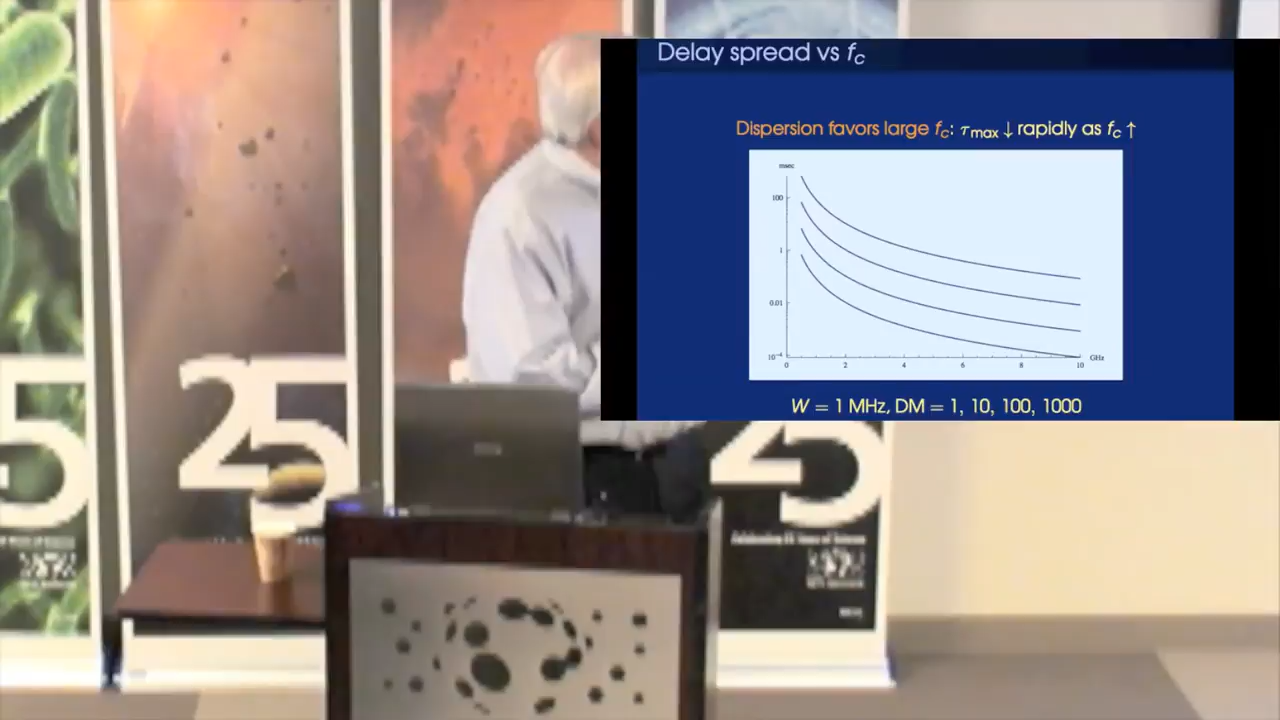 Delay spread vs fc
Dispersion favors large fc: τmax ↓ rapidly as fc ↑
msec
100
1
0.01
10⁻⁴
0 2 4 6 8 10 GHz
W = 1 MHz, DM = 1, 10, 100, 1000
5 25 25